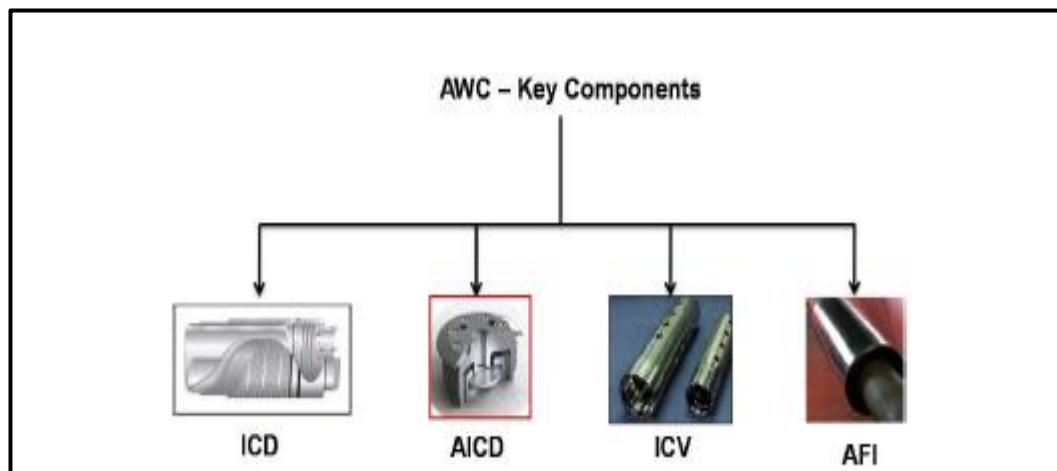 AWC – Key Components
ICD
AICD
ICV
AFI